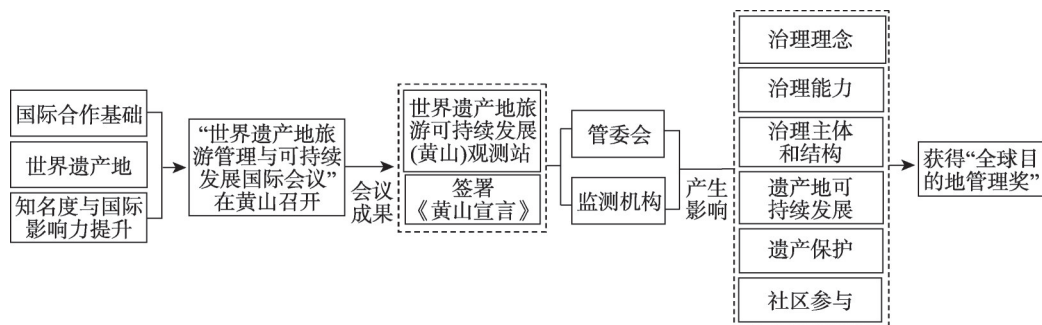 国际合作基础
世界遗产地
知名度与国际
影响力提升
“世界遗产地旅
游管理与可持续
发展国际会议”
在黄山召开
会议
成果
世界遗产地旅
游可持续发展
(黄山)观测站
签署
《黄山宣言》
管委会
监测机构
产生
影响
治理理念
治理能力
治理主体
和结构
遗产地可
持续发展
遗产保护
社区参与
获得“全球目
的地管理奖”